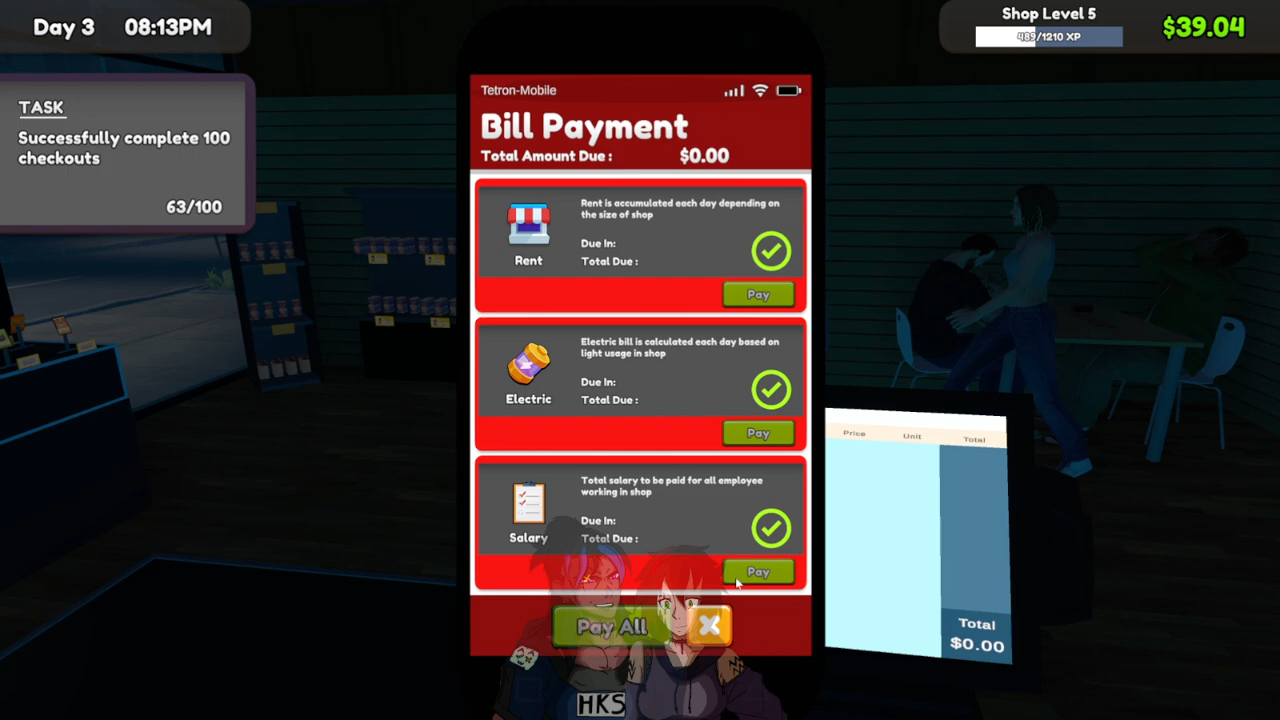 Day 3 08:13PM
Shop Level 5
489/1210 XP
$39.04
TASK
Successfully complete 100
checkouts
63/100
Tetron-Mobile
Bill Payment
Total Amount Due : $0.00
Rent is accumulated each day depending on
the size of shop
Due In:
Total Due :
Rent
Pay
Electric bill is calculated each day based on
light usage in shop
Due In:
Total Due :
Electric
Pay
Total salary to be paid for all employee
working in shop
Due In:
Total Due :
Salary
Pay
Pay All
Price Unit Total
Total
$0.00
HKS